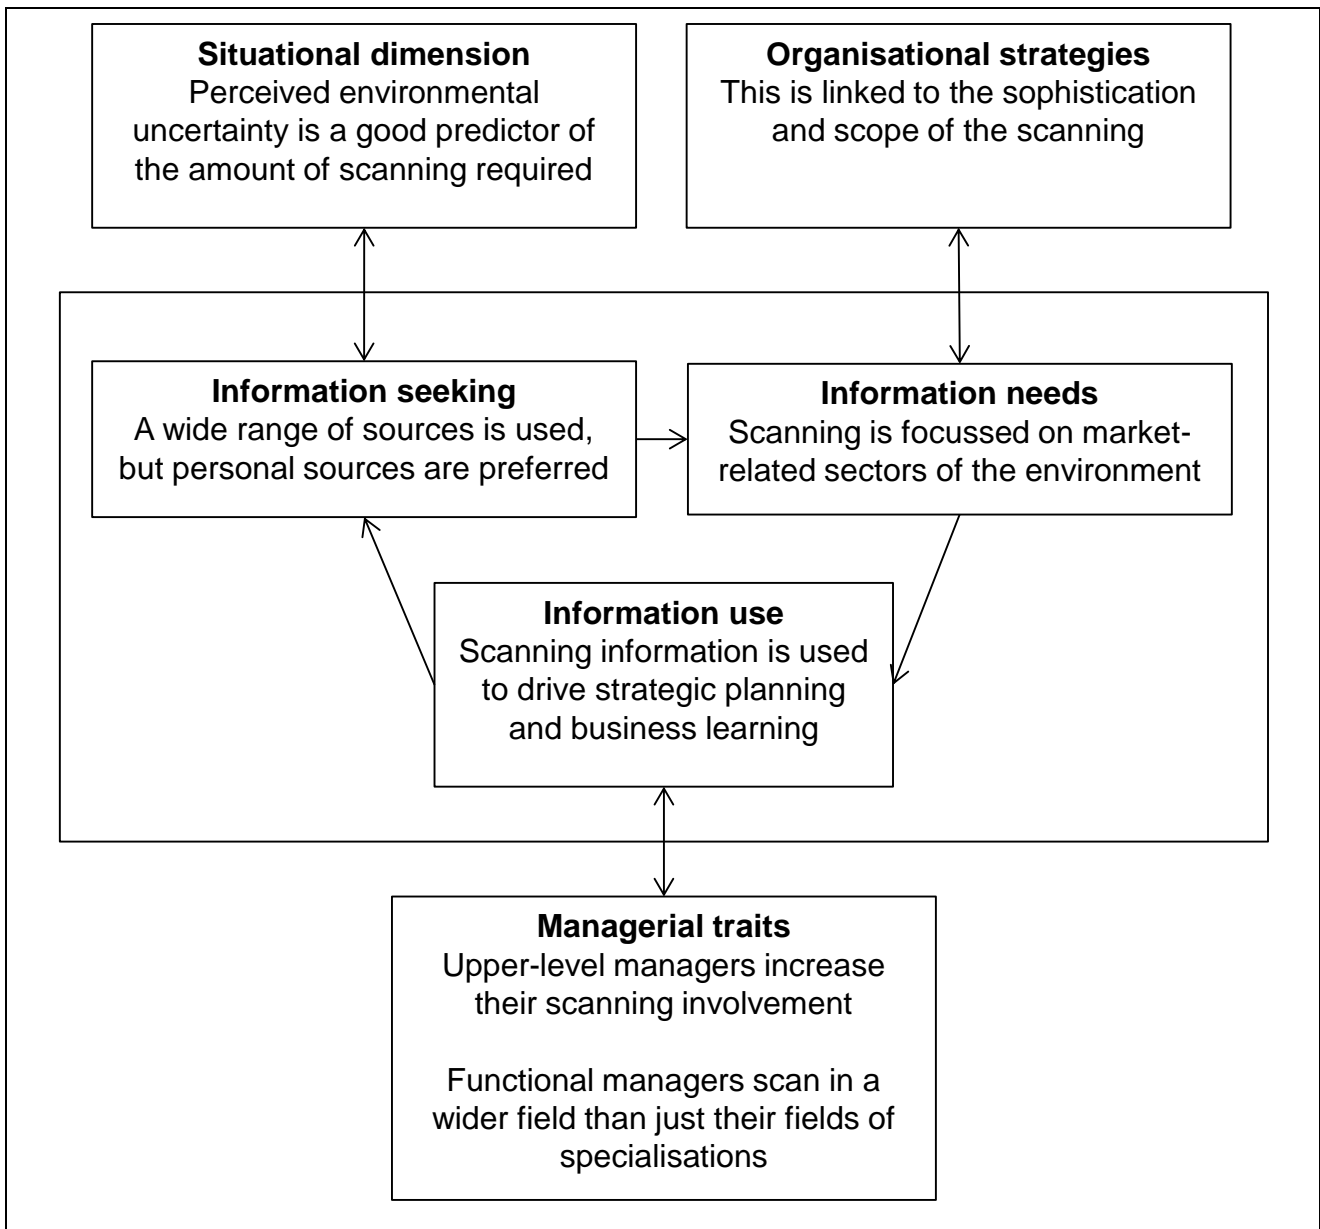 Situational dimension
Perceived environmental
uncertainty is a good predictor of
the amount of scanning required
Organisational strategies
This is linked to the sophistication
and scope of the scanning
Information seeking
A wide range of sources is used,
but personal sources are preferred
Information needs
Scanning is focussed on market-
related sectors of the environment
Information use
Scanning information is used
to drive strategic planning
and business learning
Managerial traits
Upper-level managers increase
their scanning involvement
Functional managers scan in a
wider field than just their fields of
specialisations